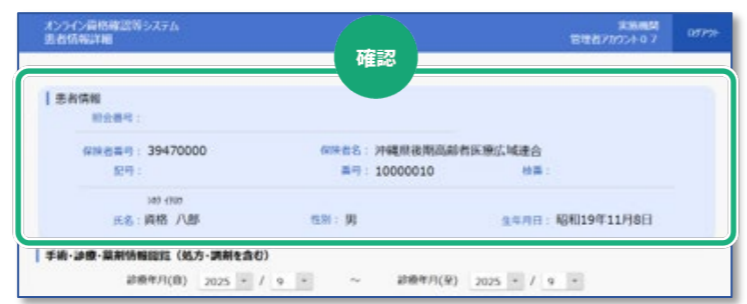 オンライン資格確認等システム
患者情報詳細
実施機関
管理者アカウント0 7
ログアウト
確認
患者情報
照会番号：
保険者番号： 39470000
保険者名： 沖縄県後期高齢者医療広域連合
記号：
番号： 10000010
枝番：
氏名： 資格 八郎
性別： 男
生年月日： 昭和19年11月8日
手術・診療・薬剤情報閲覧（処方・調剤を含む）
診療年月(自) 2025 / 9 ～ 診療年月(至) 2025 / 9